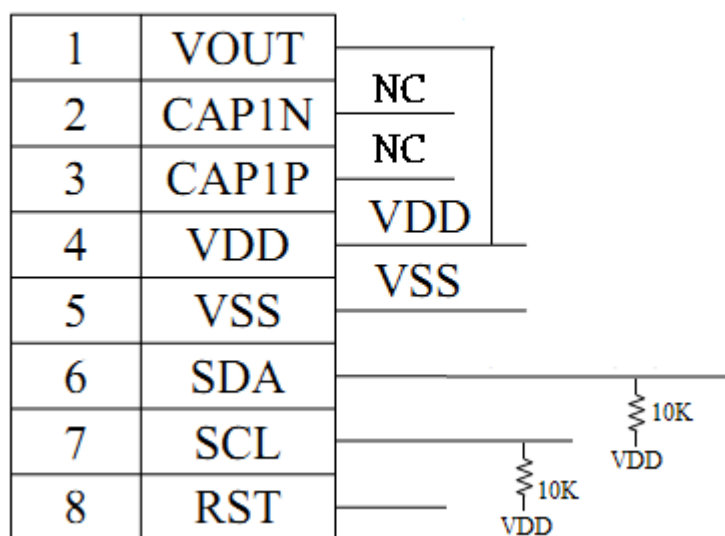 1 VOUT
NC
2 CAP1N
NC
3 CAP1P
VDD
4 VDD
VSS
5 VSS
6 SDA
10K
VDD
7 SCL
10K
VDD
8 RST